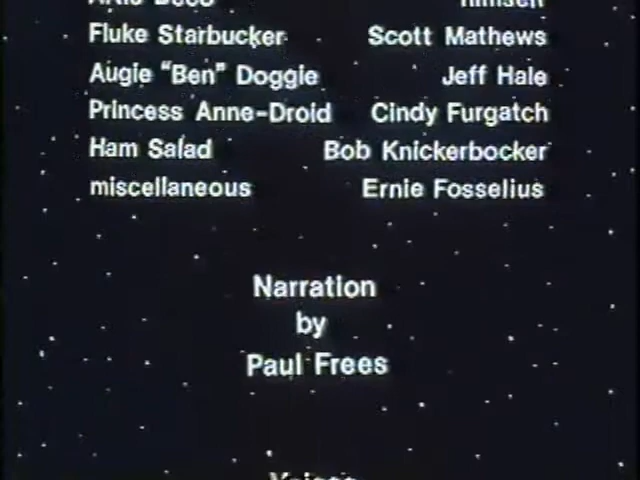 Fluke Starbucker Scott Mathews
Augie "Ben" Doggie Jeff Hale
Princess Anne-Droid Cindy Furgatch
Ham Salad Bob Knickerbocker
miscellaneous Ernie Fosselius
Narration
by
Paul Frees